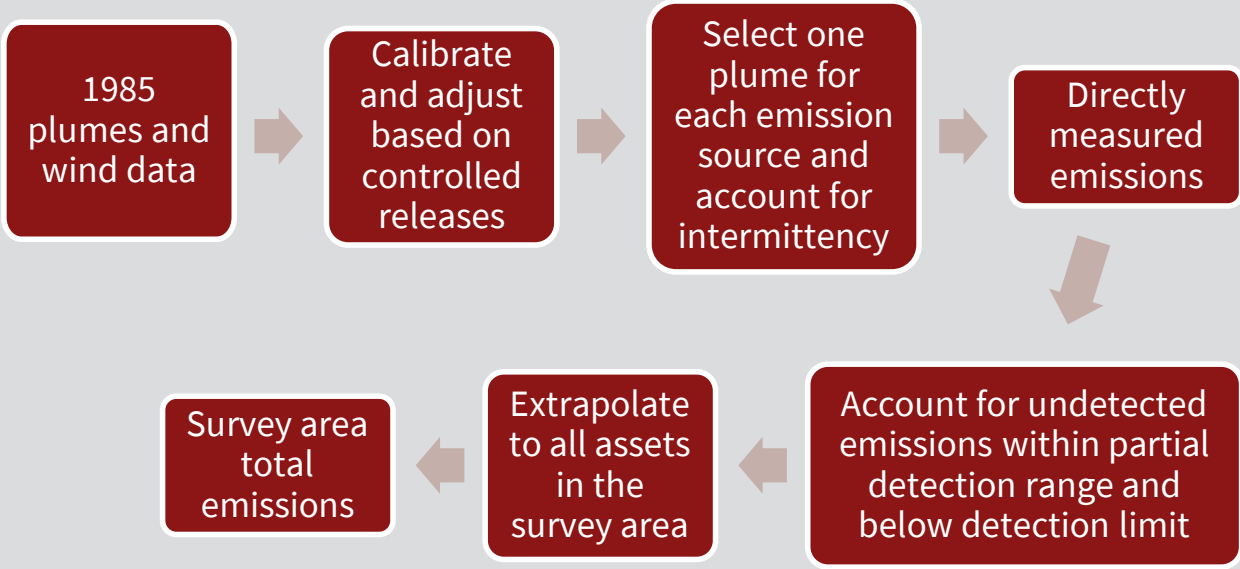 1985
plumes and
wind data
Calibrate
and adjust
based on
controlled
releases
Select one
plume for
each emission
source and
account for
intermittency
Directly
measured
emissions
Account for undetected
emissions within partial
detection range and
below detection limit
Extrapolate
to all assets
in the
survey area
Survey area
total
emissions